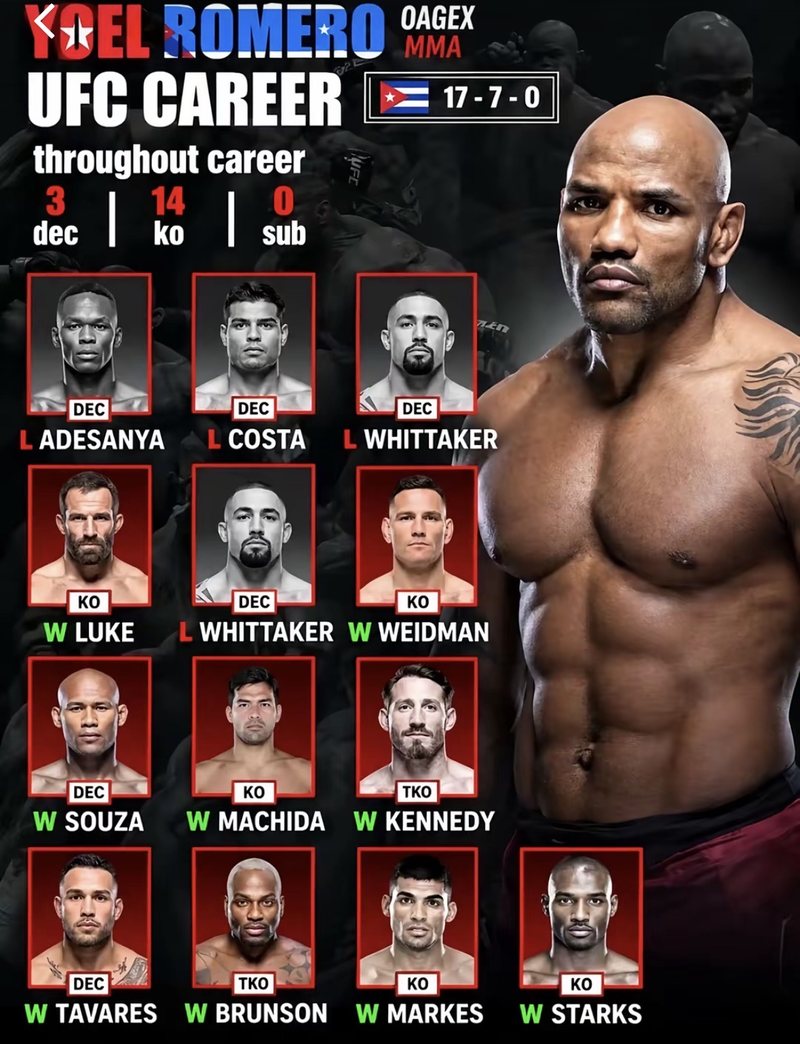 YOEL ROMERO OAGEX
MMA
UFC CAREER 17 - 7 - 0
throughout career
3 14 0
dec ko sub
DEC DEC DEC
L ADESANYA L COSTA L WHITTAKER
KO DEC KO
W LUKE L WHITTAKER W WEIDMAN
DEC KO TKO
W SOUZA W MACHIDA W KENNEDY
DEC TKO KO KO
W TAVARES W BRUNSON W MARKES W STARKS
UFC